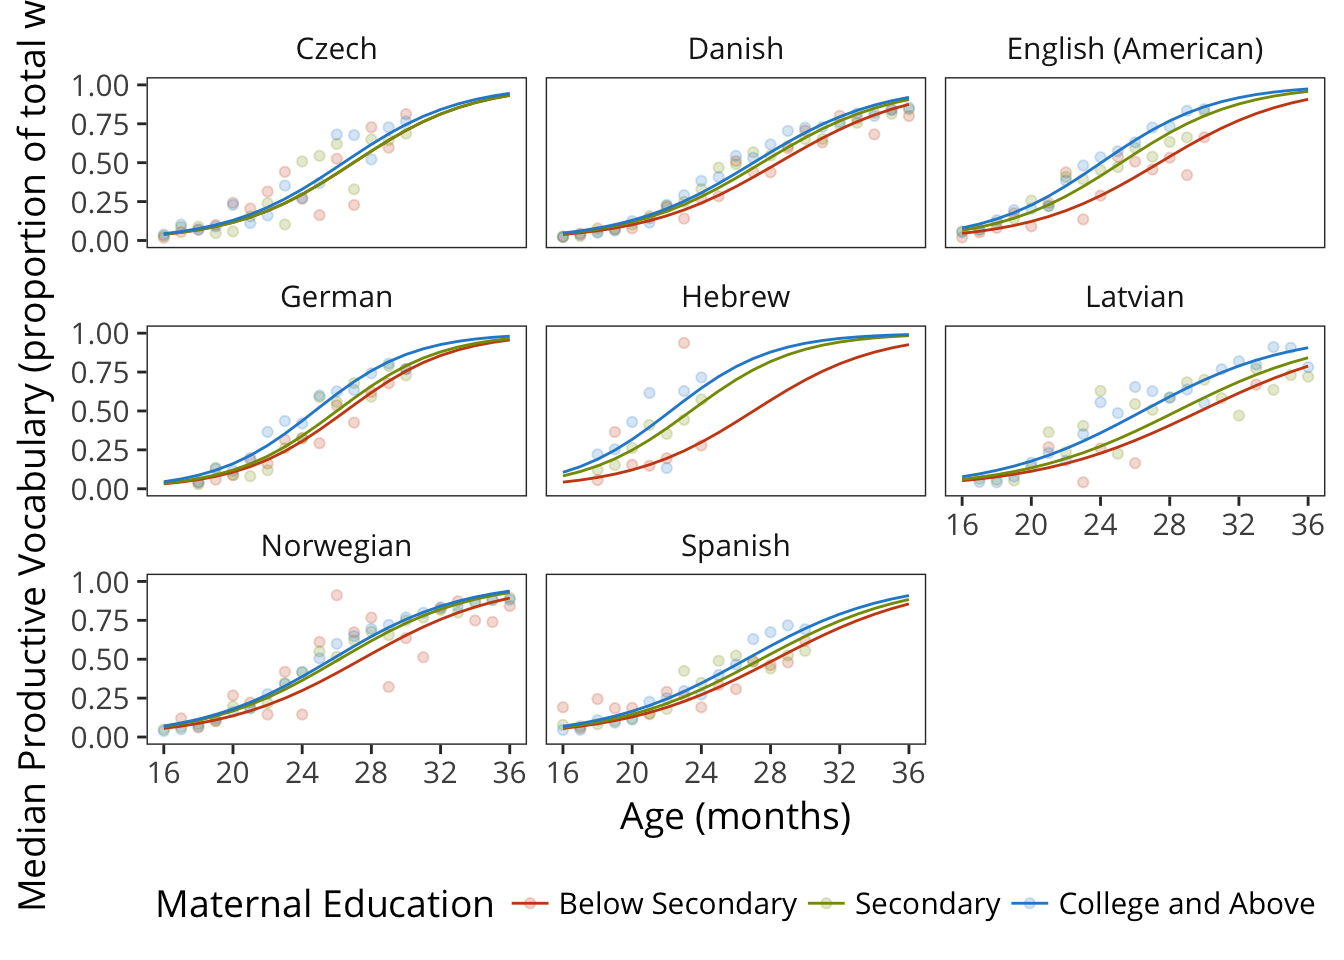 Median Productive Vocabulary (proportion of total
Czech Danish English (American)
1.00
0.75
0.50
0.25
0.00
German Hebrew Latvian
1.00
0.75
0.50
0.25
0.00
16 20 24 28 32 36
Norwegian Spanish
1.00
0.75
0.50
0.25
0.00
16 20 24 28 32 36 16 20 24 28 32 36
Age (months)
Maternal Education Below Secondary Secondary College and Above